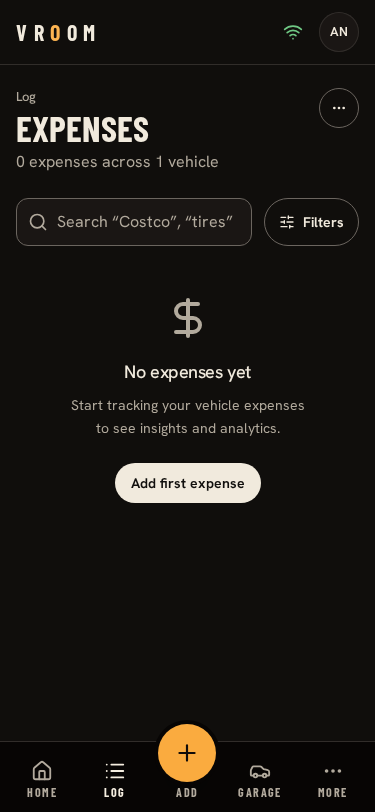 VROOM
AN
Log
EXPENSES
0 expenses across 1 vehicle
Search “Costco”, “tires”
Filters
No expenses yet
Start tracking your vehicle expenses
to see insights and analytics.
Add first expense
HOME
LOG
ADD
GARAGE
MORE